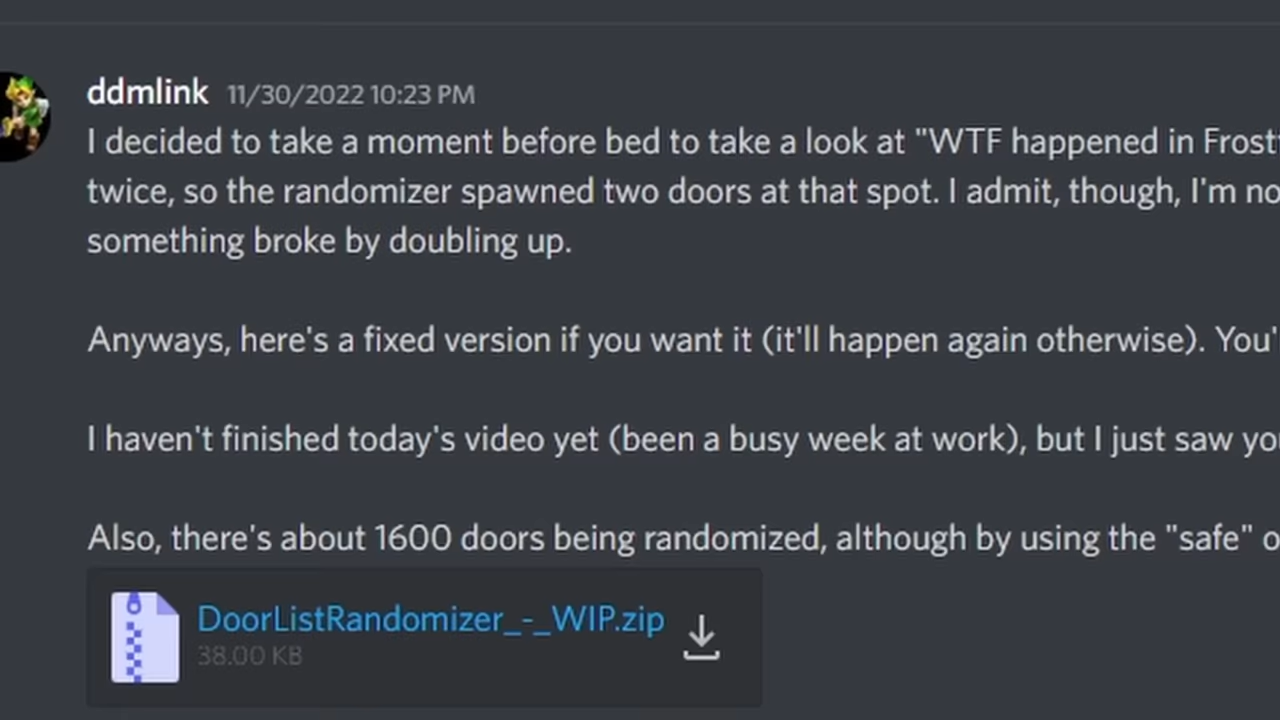 ddmlink 11/30/2022 10:23 PM
I decided to take a moment before bed to take a look at "WTF happened in Frost
twice, so the randomizer spawned two doors at that spot. I admit, though, I'm no
something broke by doubling up.
Anyways, here's a fixed version if you want it (it'll happen again otherwise). You'
I haven't finished today's video yet (been a busy week at work), but I just saw yo
Also, there's about 1600 doors being randomized, although by using the "safe" o
DoorListRandomizer_-_WIP.zip
38.00 KB